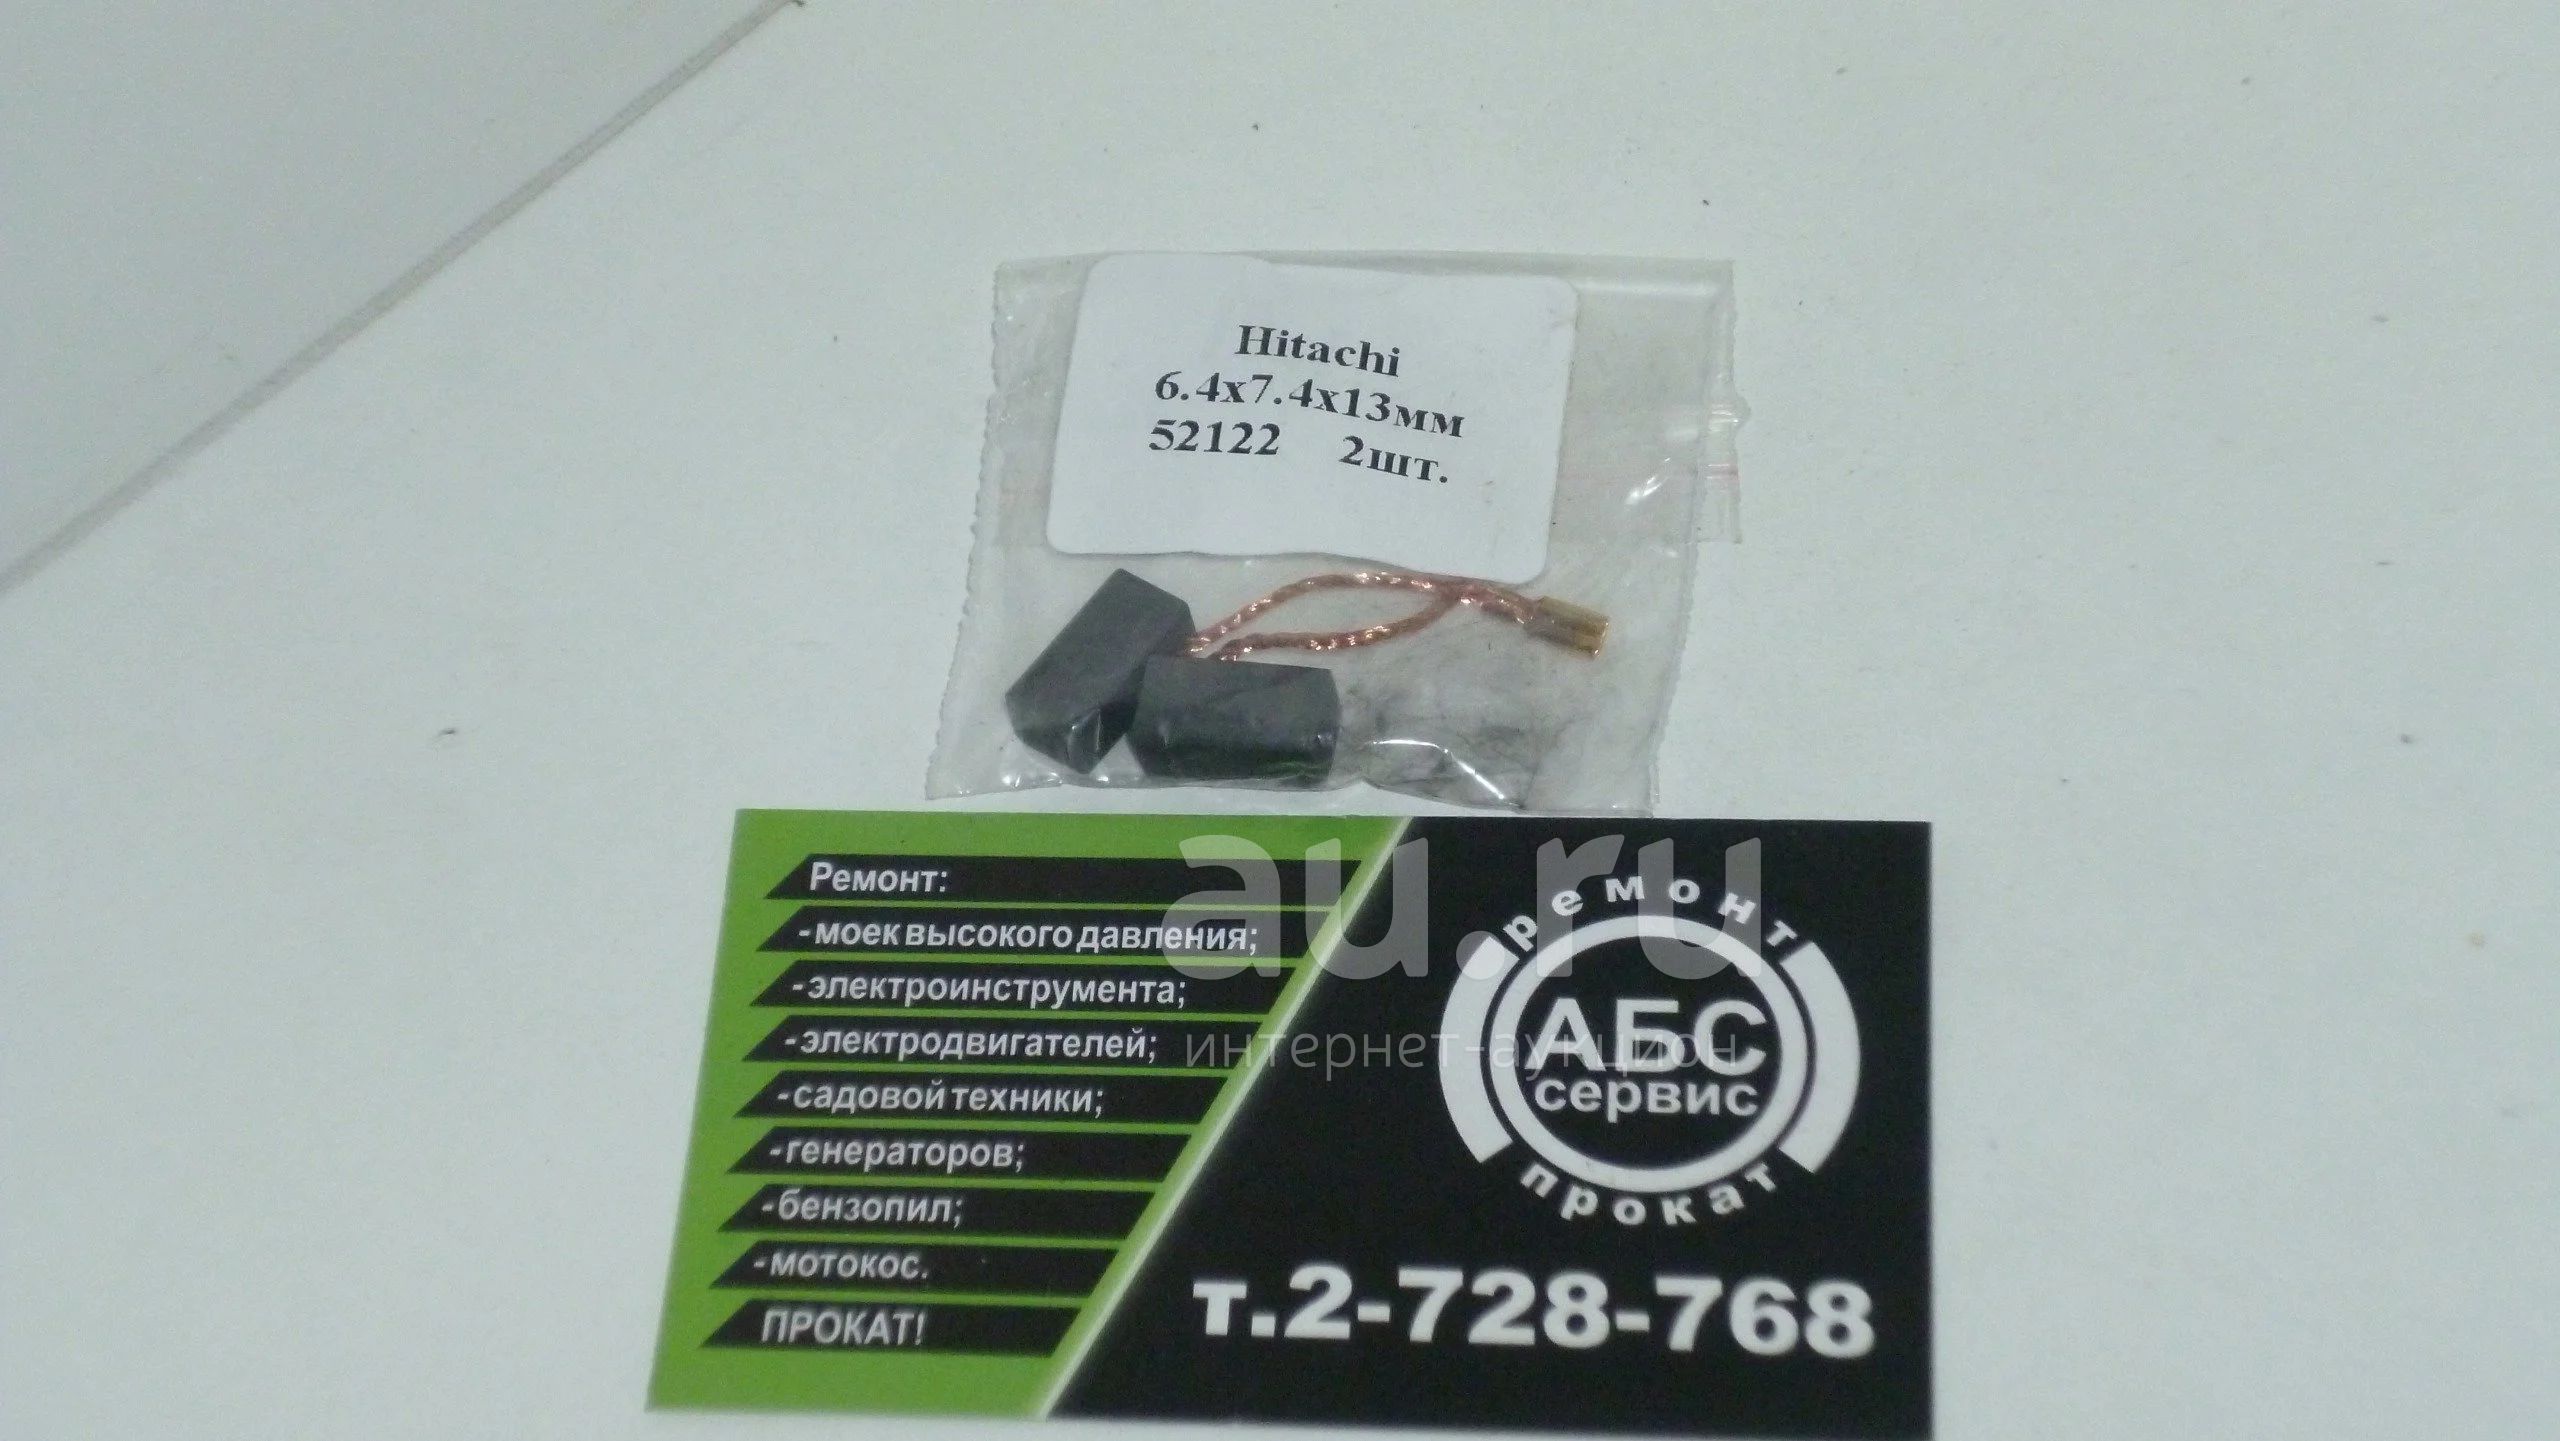 Hitachi
6.4x7.4x13мм
52122 2шт.
Ремонт:
-моек высокого давления;
-электроинструмента;
-электродвигателей;
-садовой техники;
-генераторов;
-бензопил;
-мотокос.
ПРОКАТ!
ремонт
АБС
сервис
прокат
т.2-728-768
au.ru
интернет-аукцион